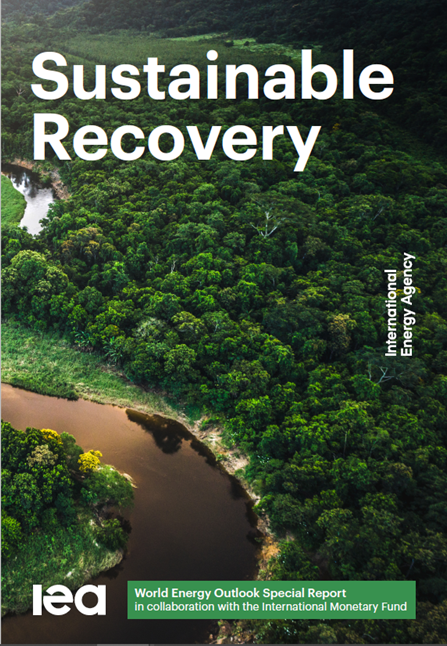 Sustainable
Recovery
International
Energy Agency
iea
World Energy Outlook Special Report
in collaboration with the International Monetary Fund